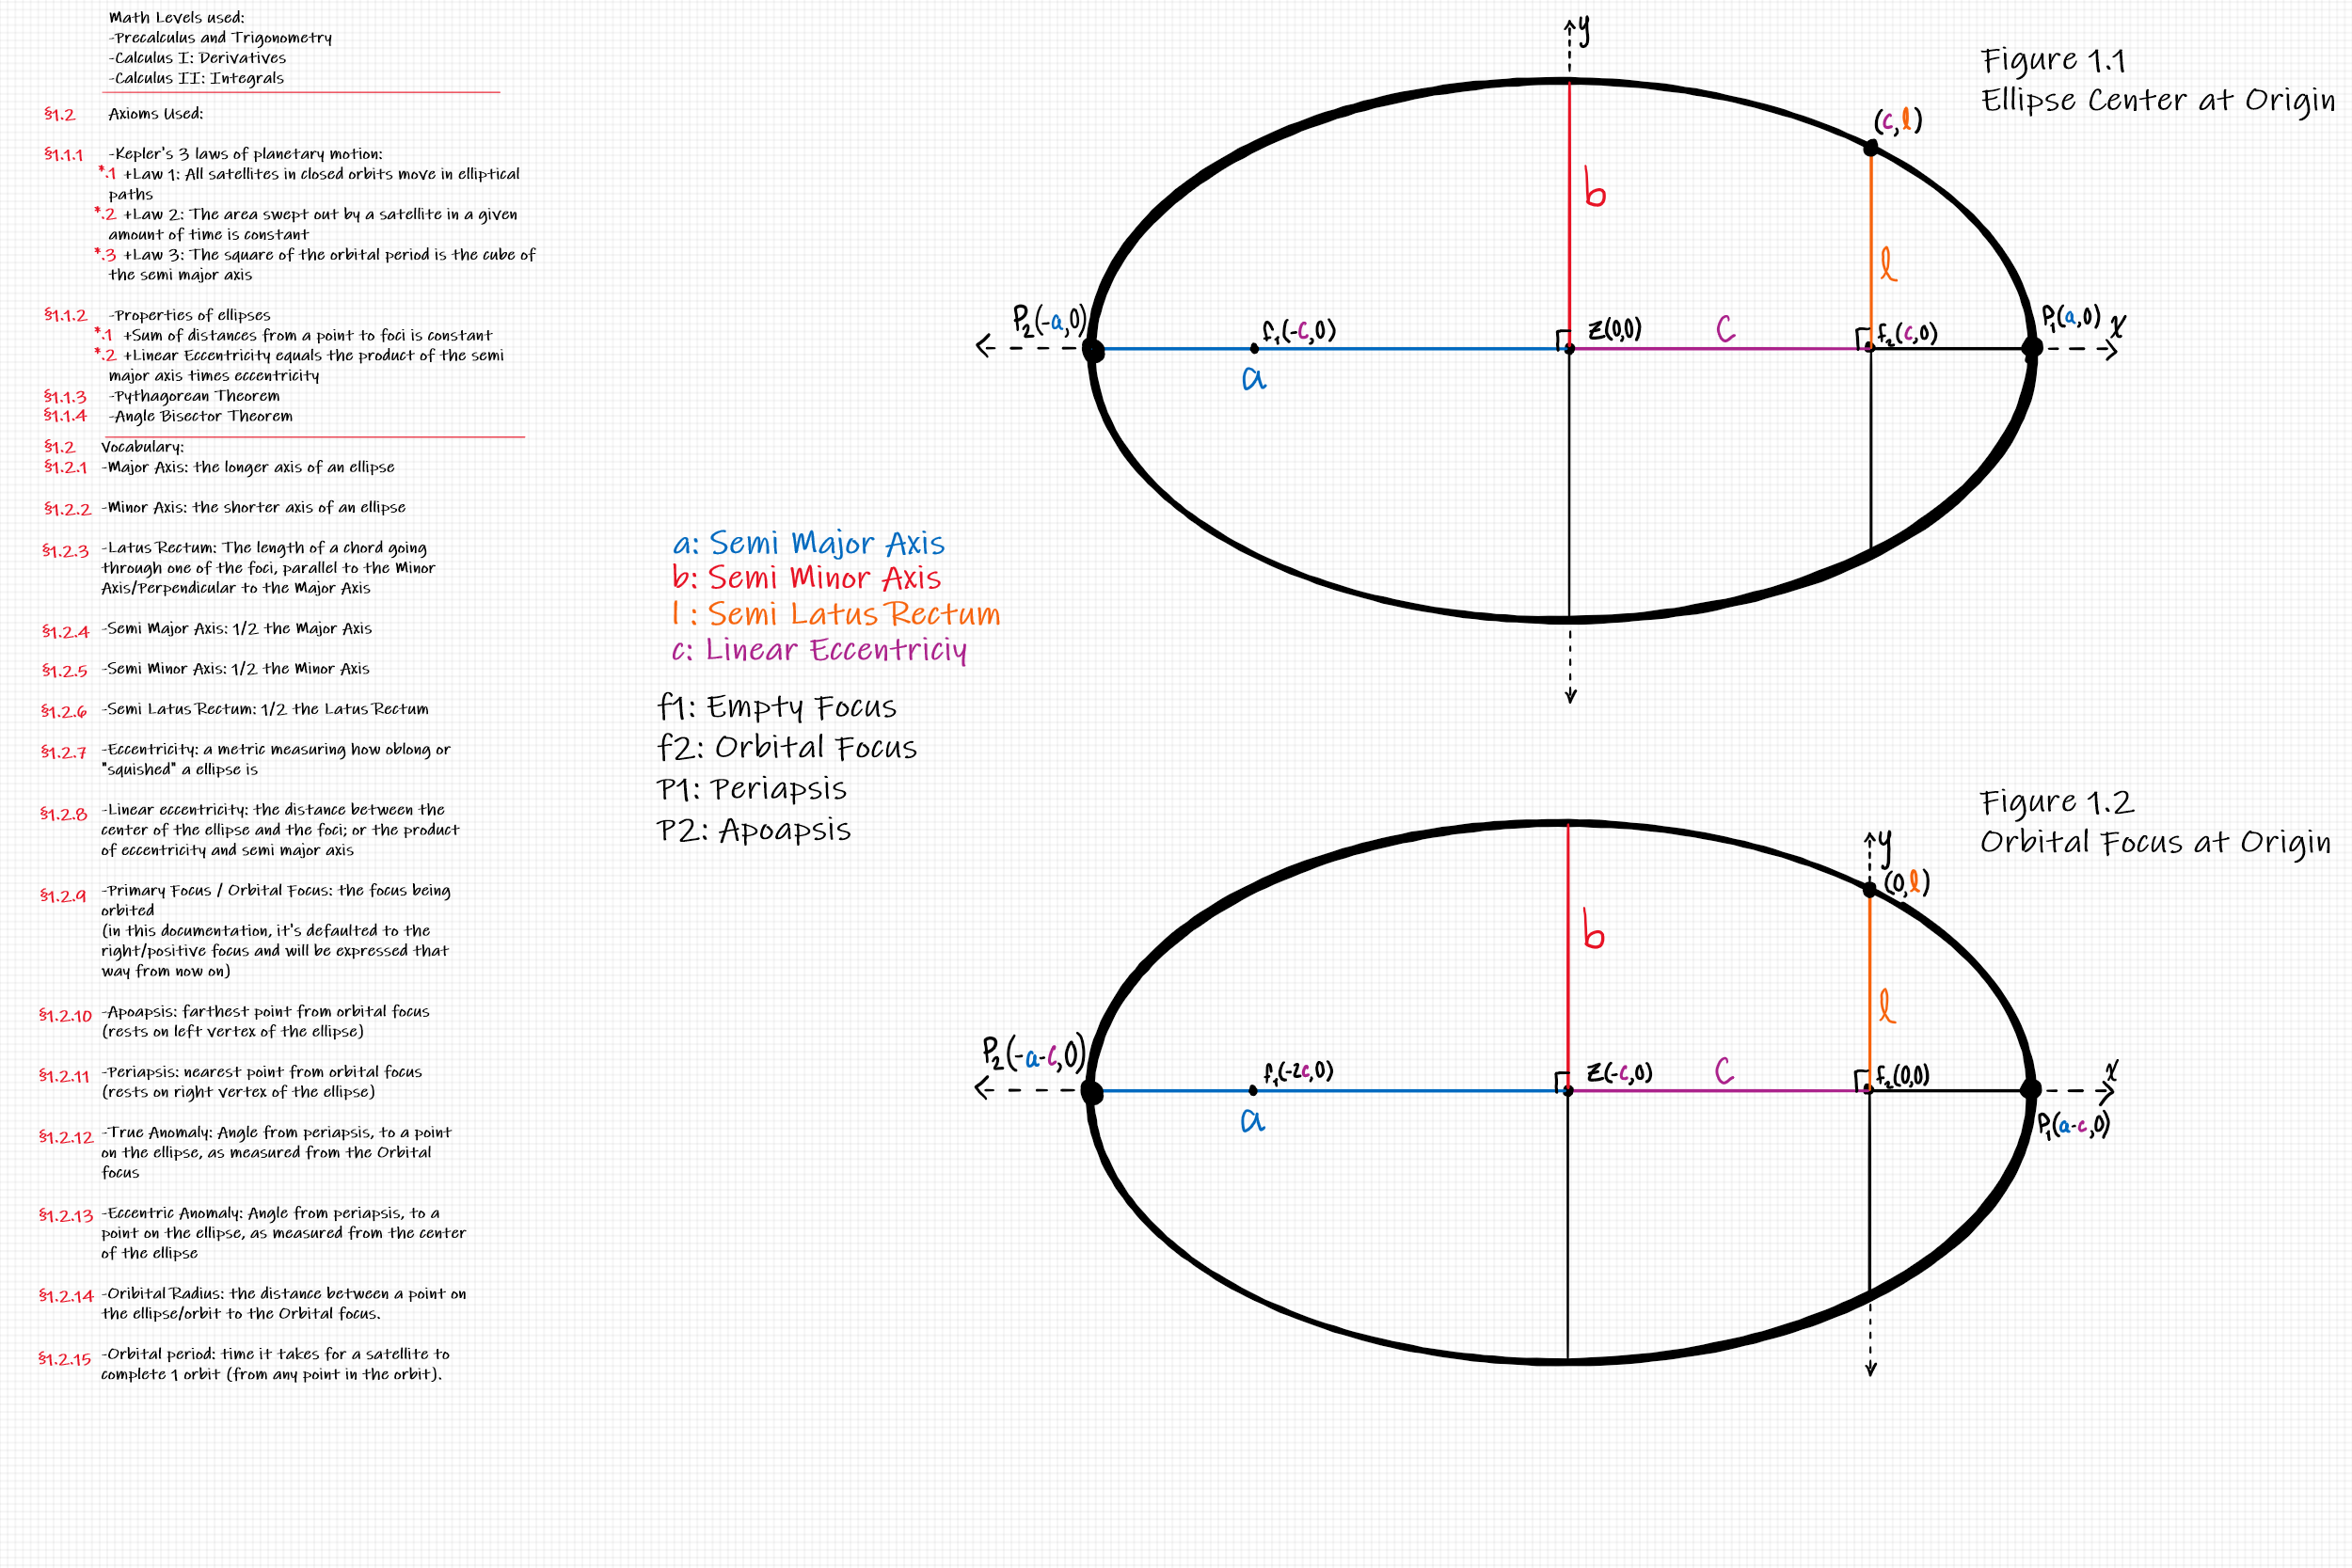 Math Levels used:
-Precalculus and Trigonometry
-Calculus I: Derivatives
-Calculus II: Integrals
§1.2 Axioms Used:
§1.1.1 -Kepler's 3 laws of planetary motion:
*.1 +Law 1: All satellites in closed orbits move in elliptical
paths
*.2 +Law 2: The area swept out by a satellite in a given
amount of time is constant
*.3 +Law 3: The square of the orbital period is the cube of
the semi major axis
§1.1.2 -Properties of ellipses
*.1 +Sum of distances from a point to foci is constant
*.2 +Linear Eccentricity equals the product of the semi
major axis times eccentricity
§1.1.3 -Pythagorean Theorem
§1.1.4 -Angle Bisector Theorem
§1.2 Vocabulary:
§1.2.1 -Major Axis: the longer axis of an ellipse
§1.2.2 -Minor Axis: the shorter axis of an ellipse
§1.2.3 -Latus Rectum: The length of a chord going
through one of the foci, parallel to the Minor
Axis/Perpendicular to the Major Axis
§1.2.4 -Semi Major Axis: 1/2 the Major Axis
§1.2.5 -Semi Minor Axis: 1/2 the Minor Axis
§1.2.6 -Semi Latus Rectum: 1/2 the Latus Rectum
§1.2.7 -Eccentricity: a metric measuring how oblong or
"squished" a ellipse is
§1.2.8 -Linear eccentricity: the distance between the
center of the ellipse and the foci; or the product
of eccentricity and semi major axis
§1.2.9 -Primary Focus / Orbital Focus: the focus being
orbited
(in this documentation, it's defaulted to the
right/positive focus and will be expressed that
way from now on)
§1.2.10 -Apoapsis: farthest point from orbital focus
(rests on left vertex of the ellipse)
§1.2.11 -Periapsis: nearest point from orbital focus
(rests on right vertex of the ellipse)
§1.2.12 -True Anomaly: Angle from periapsis, to a point
on the ellipse, as measured from the Orbital
focus
§1.2.13 -Eccentric Anomaly: Angle from periapsis, to a
point on the ellipse, as measured from the center
of the ellipse
§1.2.14 -Oribital Radius: the distance between a point on
the ellipse/orbit to the Orbital focus.
§1.2.15 -Orbital period: time it takes for a satellite to
complete 1 orbit (from any point in the orbit).
a: Semi Major Axis
b: Semi Minor Axis
l : Semi Latus Rectum
c: Linear Eccentriciy
f1: Empty Focus
f2: Orbital Focus
P1: Periapsis
P2: Apoapsis
Figure 1.1
Ellipse Center at Origin
y
(c,l)
b
l
P₂(-a,0)
f₁(-c,0)
z(0,0)
c
f₂(c,0)
P₁(a,0)
x
a
Figure 1.2
Orbital Focus at Origin
y
(0,l)
b
l
P₂(-a-c,0)
f₁(-2c,0)
z(-c,0)
c
f₂(0,0)
x
P₁(a-c,0)
a